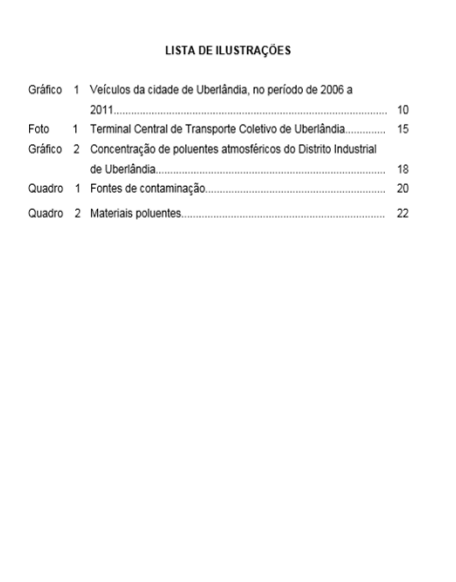 LISTA DE ILUSTRAÇÕES
Gráfico 1 Veículos da cidade de Uberlândia, no período de 2006 a
2011............................................................................................... 10
Foto 1 Terminal Central de Transporte Coletivo de Uberlândia.............. 15
Gráfico 2 Concentração de poluentes atmosféricos do Distrito Industrial
de Uberlândia................................................................................ 18
Quadro 1 Fontes de contaminação............................................................... 20
Quadro 2 Materiais poluentes....................................................................... 22